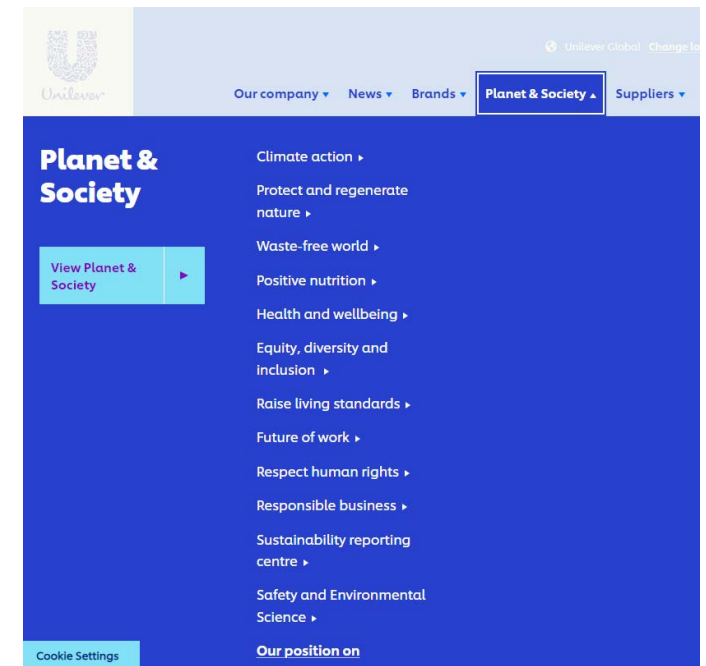 Unilever Global Change lo
Unilever
Our company News Brands Planet & Society Suppliers
Planet &
Society
View Planet &
Society
Climate action
Protect and regenerate
nature
Waste-free world
Positive nutrition
Health and wellbeing
Equity, diversity and
inclusion
Raise living standards
Future of work
Respect human rights
Responsible business
Sustainability reporting
centre
Safety and Environmental
Science
Our position on
Cookie Settings